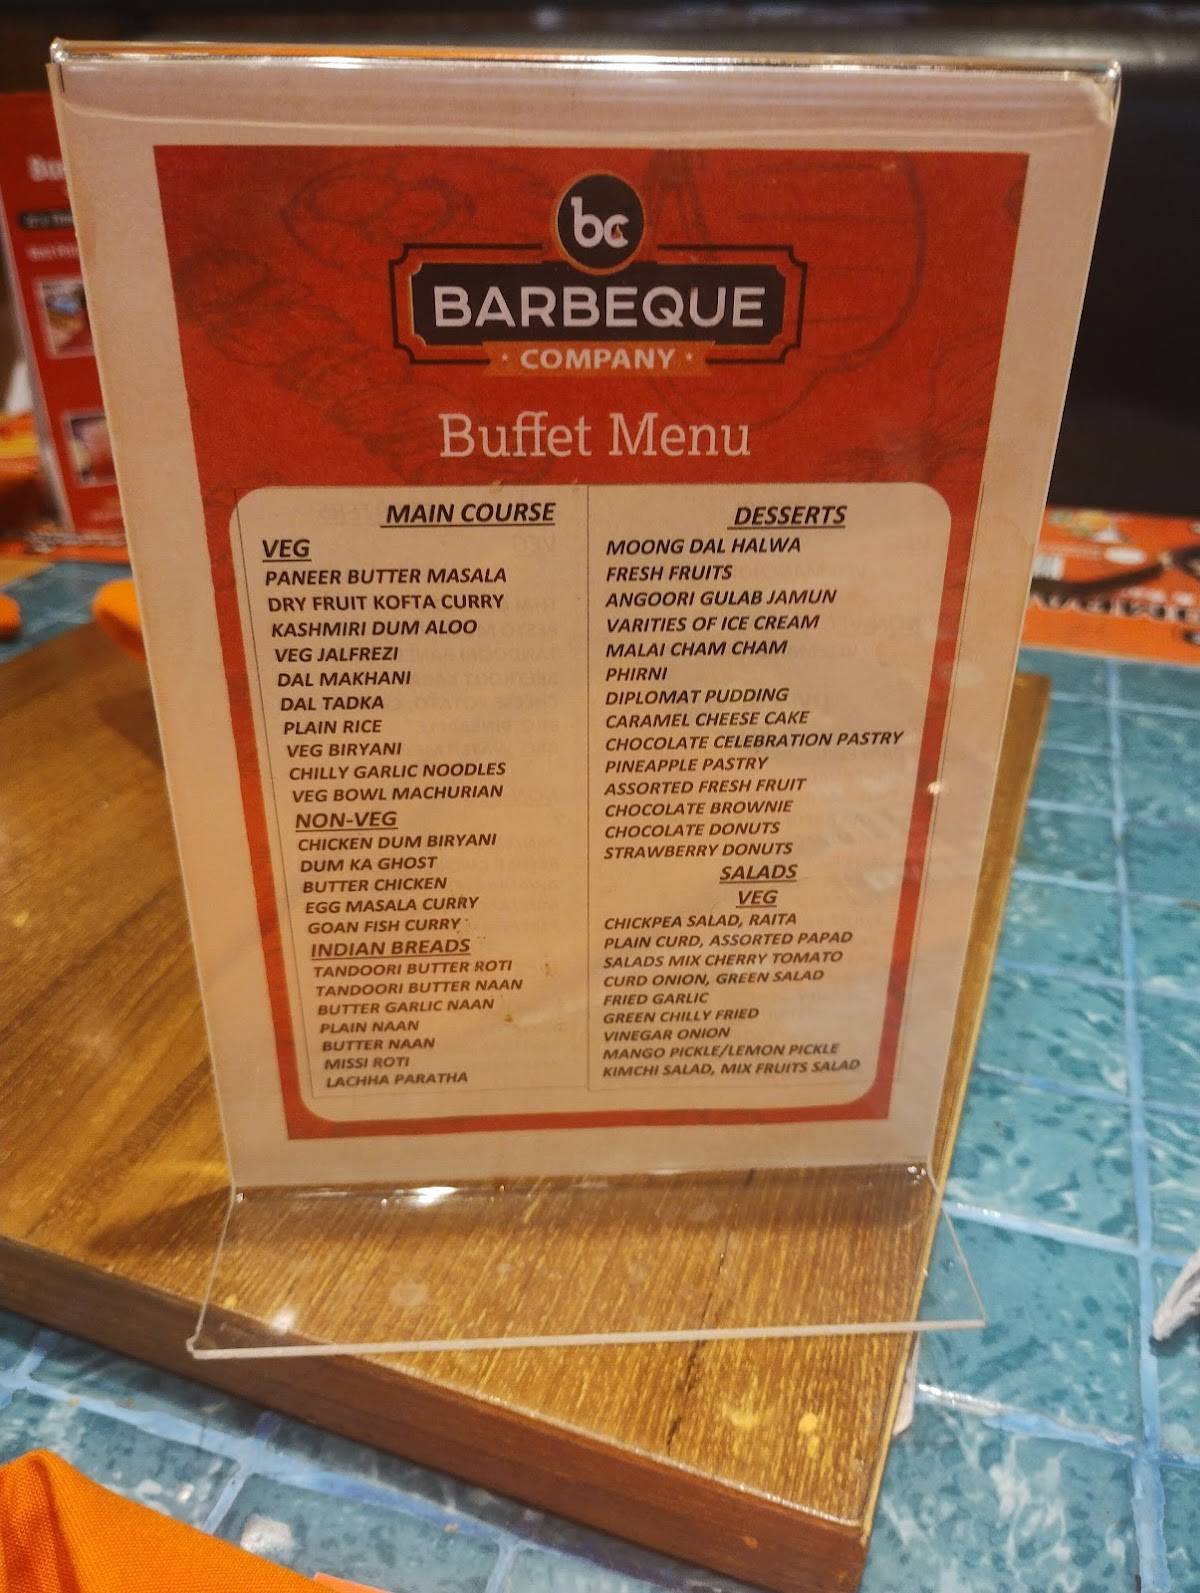 bc
BARBEQUE
· COMPANY ·
Buffet Menu
MAIN COURSE
VEG
PANEER BUTTER MASALA
DRY FRUIT KOFTA CURRY
KASHMIRI DUM ALOO
VEG JALFREZI
DAL MAKHANI
DAL TADKA
PLAIN RICE
VEG BIRYANI
CHILLY GARLIC NOODLES
VEG BOWL MACHURIAN
NON-VEG
CHICKEN DUM BIRYANI
DUM KA GHOST
BUTTER CHICKEN
EGG MASALA CURRY
GOAN FISH CURRY
INDIAN BREADS
TANDOORI BUTTER ROTI
TANDOORI BUTTER NAAN
BUTTER GARLIC NAAN
PLAIN NAAN
BUTTER NAAN
MISSI ROTI
LACHHA PARATHA
DESSERTS
MOONG DAL HALWA
FRESH FRUITS
ANGOORI GULAB JAMUN
VARITIES OF ICE CREAM
MALAI CHAM CHAM
PHIRNI
DIPLOMAT PUDDING
CARAMEL CHEESE CAKE
CHOCOLATE CELEBRATION PASTRY
PINEAPPLE PASTRY
ASSORTED FRESH FRUIT
CHOCOLATE BROWNIE
CHOCOLATE DONUTS
STRAWBERRY DONUTS
SALADS
VEG
CHICKPEA SALAD, RAITA
PLAIN CURD, ASSORTED PAPAD
SALADS MIX CHERRY TOMATO
CURD ONION, GREEN SALAD
FRIED GARLIC
GREEN CHILLY FRIED
VINEGAR ONION
MANGO PICKLE/LEMON PICKLE
KIMCHI SALAD, MIX FRUITS SALAD